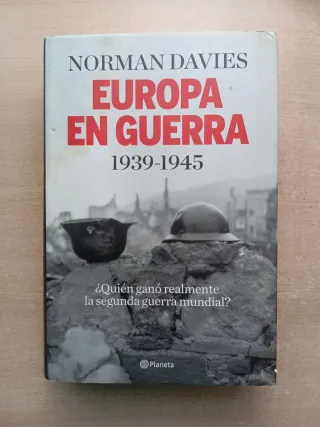 NORMAN DAVIES
EUROPA
EN GUERRA
1939-1945
¿Quién ganó realmente
la segunda guerra mundial?
Planeta